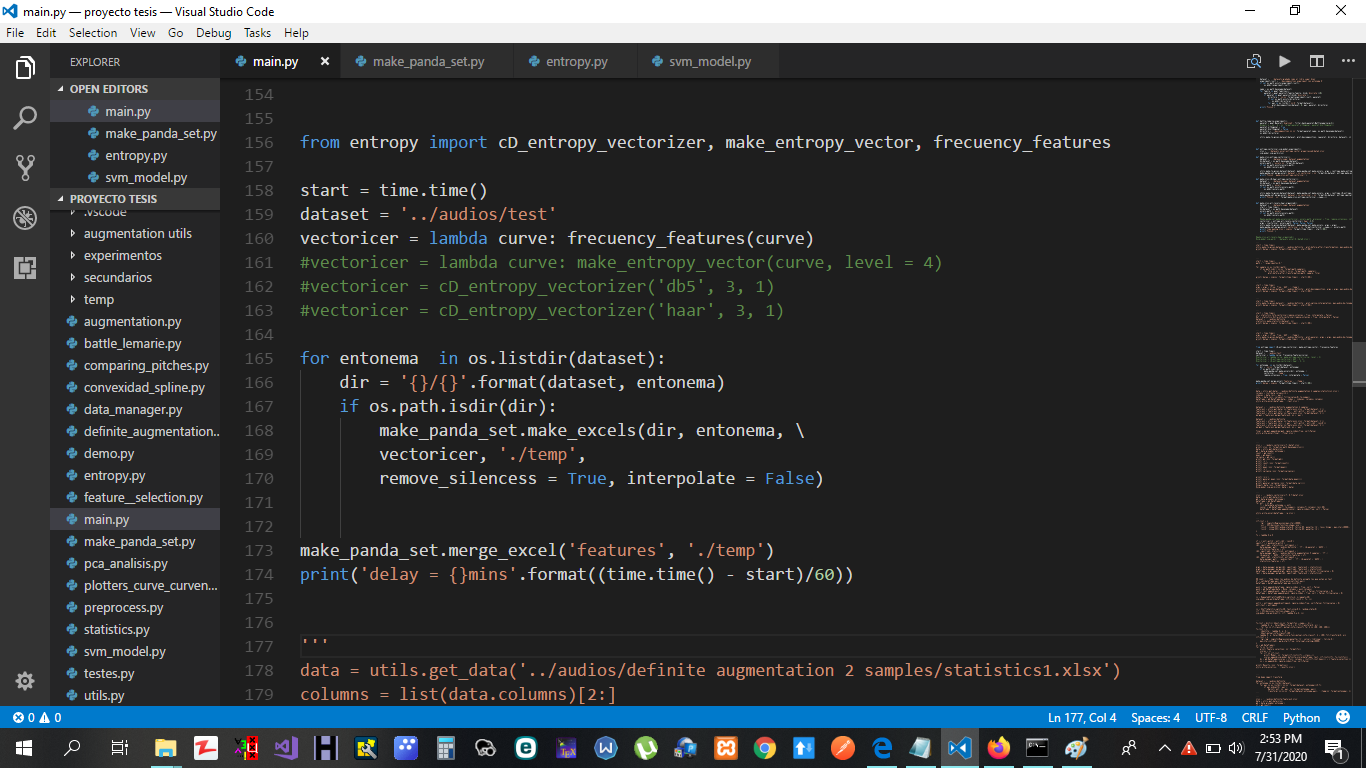 main.py — proyecto tesis — Visual Studio Code
File Edit Selection View Go Debug Tasks Help
EXPLORER
OPEN EDITORS
main.py
make_panda_set.py
entropy.py
svm_model.py
PROYECTO TESIS
.vscode
augmentation utils
experimentos
secundarios
temp
augmentation.py
battle_lemarie.py
comparing_pitches.py
convexidad_spline.py
data_manager.py
definite_augmentation...
demo.py
entropy.py
feature__selection.py
main.py
make_panda_set.py
pca_analisis.py
plotters_curve_curven...
preprocess.py
statistics.py
svm_model.py
testes.py
utils.py
main.py make_panda_set.py entropy.py svm_model.py
154
155
156 from entropy import cD_entropy_vectorizer, make_entropy_vector, frecuency_features
157
158 start = time.time()
159 dataset = '../audios/test'
160 vectoricer = lambda curve: frecuency_features(curve)
161 #vectoricer = lambda curve: make_entropy_vector(curve, level = 4)
162 #vectoricer = cD_entropy_vectorizer('db5', 3, 1)
163 #vectoricer = cD_entropy_vectorizer('haar', 3, 1)
164
165 for entonema  in os.listdir(dataset):
166     dir = '{}/{}'.format(dataset, entonema)
167     if os.path.isdir(dir):
168         make_panda_set.make_excels(dir, entonema, \
169         vectoricer, './temp',
170         remove_silencess = True, interpolate = False)
171
172
173 make_panda_set.merge_excel('features', './temp')
174 print('delay = {}mins'.format((time.time() - start)/60))
175
176
177 '''
178 data = utils.get_data('../audios/definite augmentation 2 samples/statistics1.xlsx')
179 columns = list(data.columns)[2:]
0 0 Ln 177, Col 4 Spaces: 4 UTF-8 CRLF Python
2:53 PM
7/31/2020
1